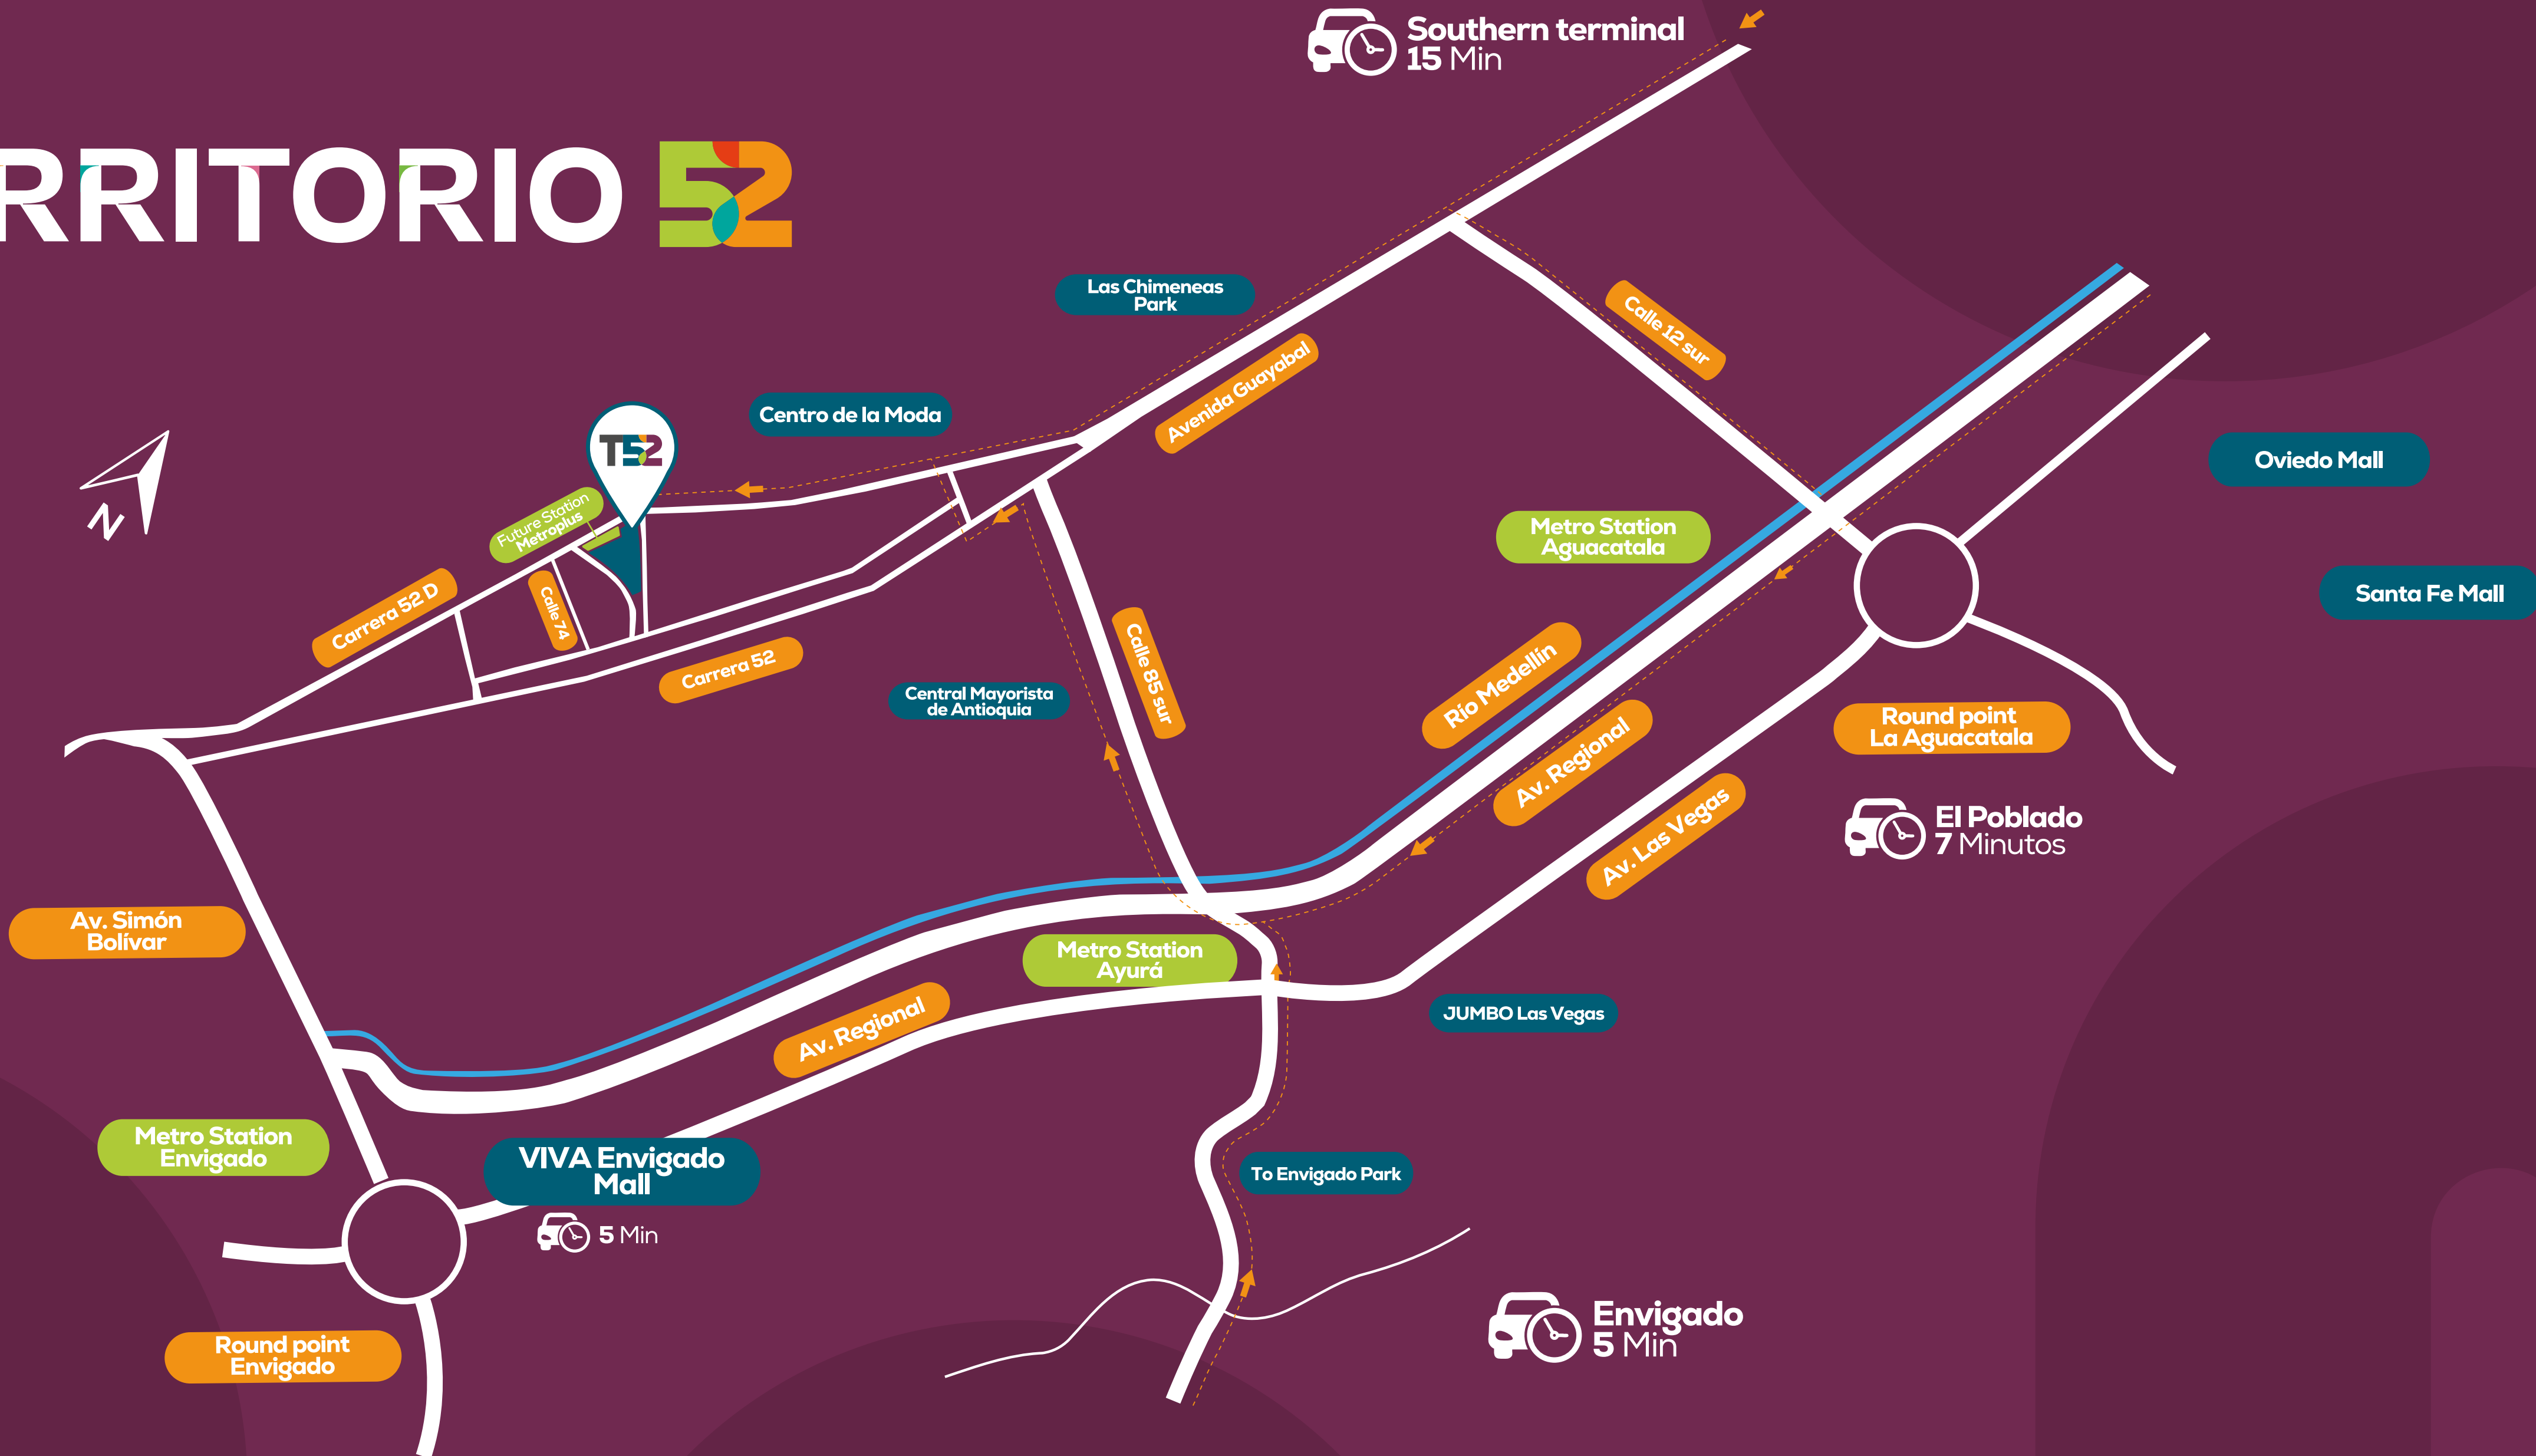 Southern terminal
15 Min
RRITORIO 52
Las Chimeneas
Park
Calle 12 sur
Avenida Guayabal
Centro de la Moda
T52
Oviedo Mall
N
Future Station
Metroplus
Metro Station
Aguacatala
Santa Fe Mall
Carrera 52 D
Calle 74
Carrera 52
Calle 85 sur
Central Mayorista
de Antioquia
Río Medellín
Av. Regional
Round point
La Aguacatala
Av. Las Vegas
El Poblado
7 Minutos
Av. Simón
Bolívar
Metro Station
Ayurá
Av. Regional
JUMBO Las Vegas
Metro Station
Envigado
VIVA Envigado
Mall
5 Min
To Envigado Park
Round point
Envigado
Envigado
5 Min